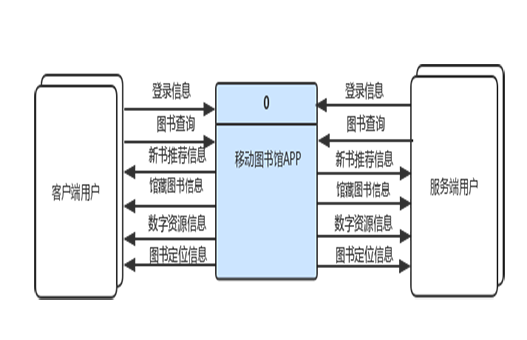 登录信息
图书查询
新书推荐信息
馆藏图书信息
数字资源信息
图书定位信息
客户端用户
0
移动图书馆APP
登录信息
图书查询
新书推荐信息
馆藏图书信息
数字资源信息
图书定位信息
服务端用户